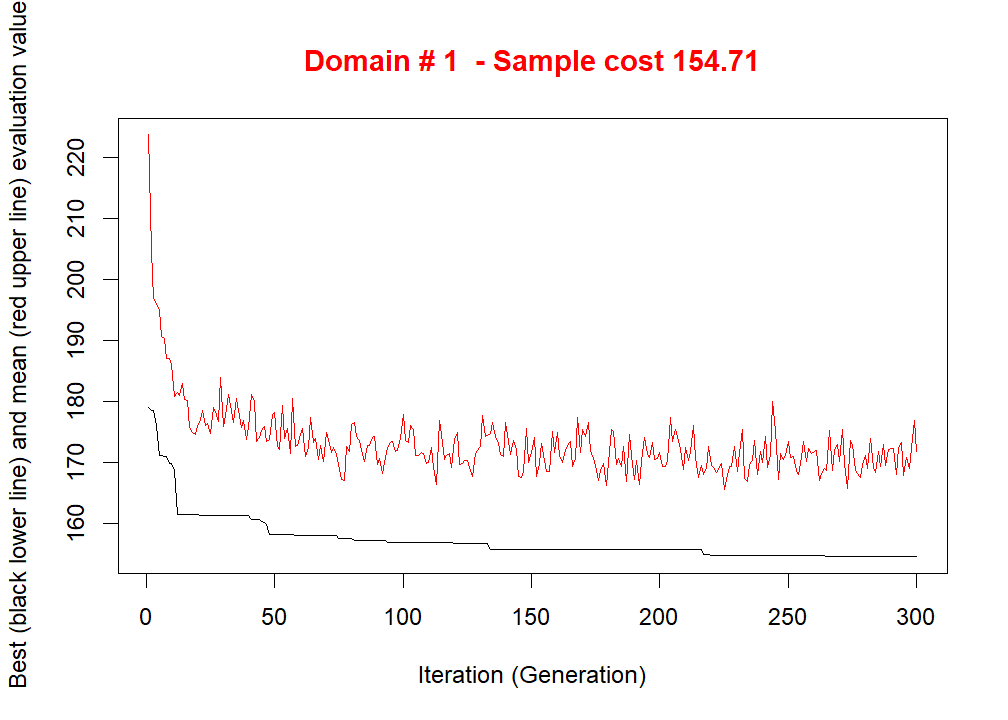 Domain # 1  - Sample cost 154.71
Best (black lower line) and mean (red upper line) evaluation value
220
210
200
190
180
170
160
0 50 100 150 200 250 300
Iteration (Generation)